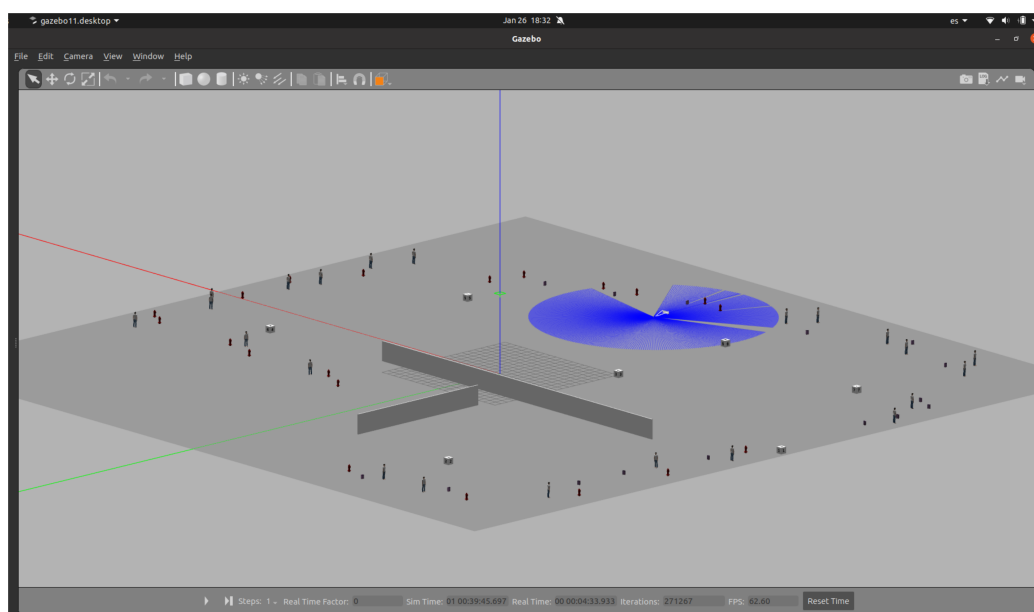 gazebo11.desktop
Jan 26 18:32
es
Gazebo
File Edit Camera View Window Help
Steps: 1 Real Time Factor: 0 Sim Time: 01 00:39:45.697 Real Time: 00 00:04:33.933 Iterations: 271267 FPS: 62.60 Reset Time